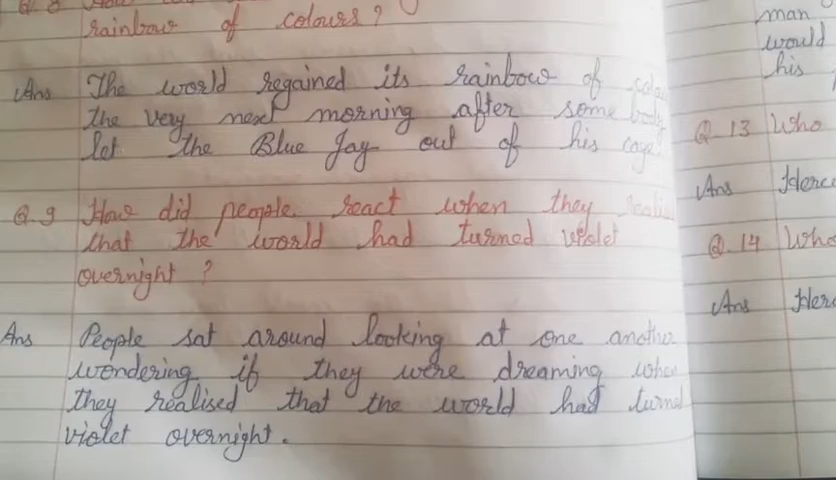 rainbow of colours?
Ans The world regained its rainbow of
the very next morning after some
let the Blue Jay out of his cage
Q.9 How did people react when they
that the world had turned violet
overnight?
Ans People sat around looking at one another
wondering if they were dreaming when
they realised that the world had turned
violet overnight.
man
would
his
Q.13 Who
Ans
Q.14 Who
Ans